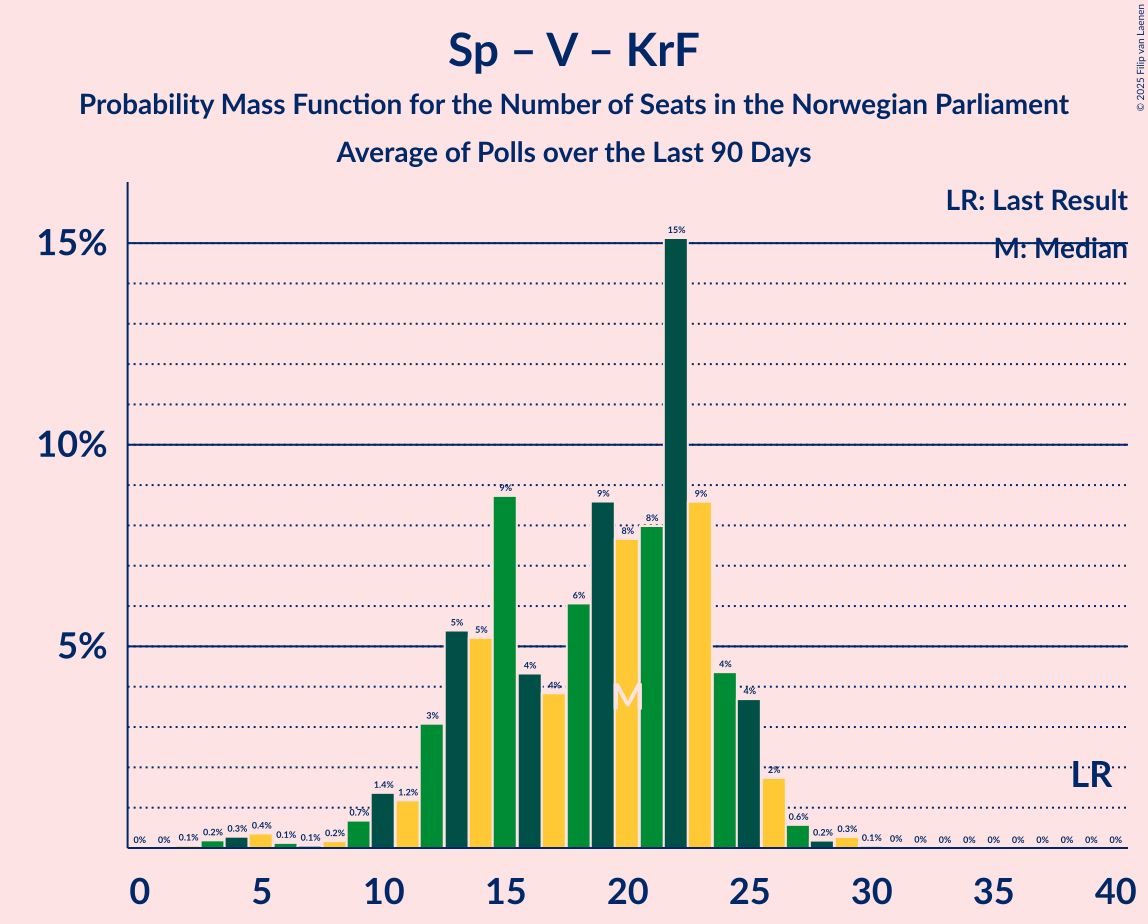 Sp – V – KrF
Probability Mass Function for the Number of Seats in the Norwegian Parliament
Average of Polls over the Last 90 Days
© 2025 Filip van Laenen
LR: Last Result
M: Median
15%
10%
5%
0% 0% 0.1% 0.2% 0.3% 0.4% 0.1% 0.1% 0.2% 0.7% 1.4% 1.2% 3% 5% 5% 9% 4% 4% 6% 9% 8% 8% 15% 9% 4% 4% 2% 0.6% 0.2% 0.3% 0.1% 0% 0% 0% 0% 0% 0% 0% 0% 0% 0%
M
LR
0 5 10 15 20 25 30 35 40